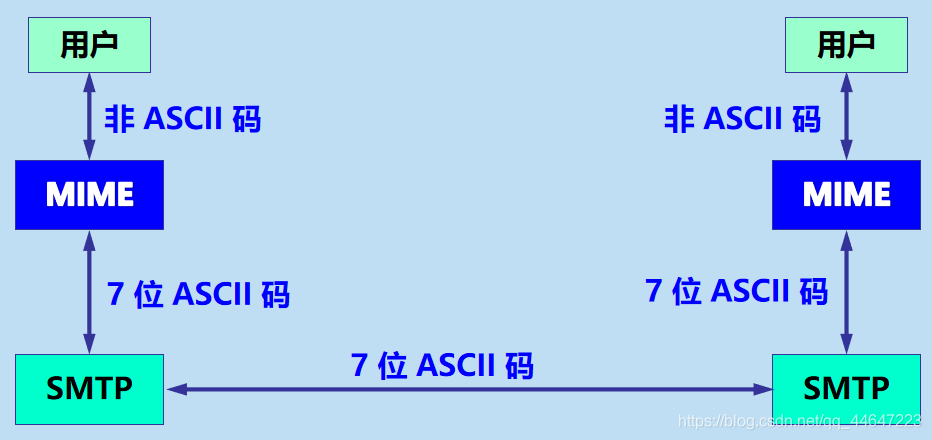 用户
用户
非 ASCII 码
非 ASCII 码
MIME
MIME
7 位 ASCII 码
7 位 ASCII 码
7 位 ASCII 码
SMTP
SMTP
https://blog.csdn.net/qq_44647223